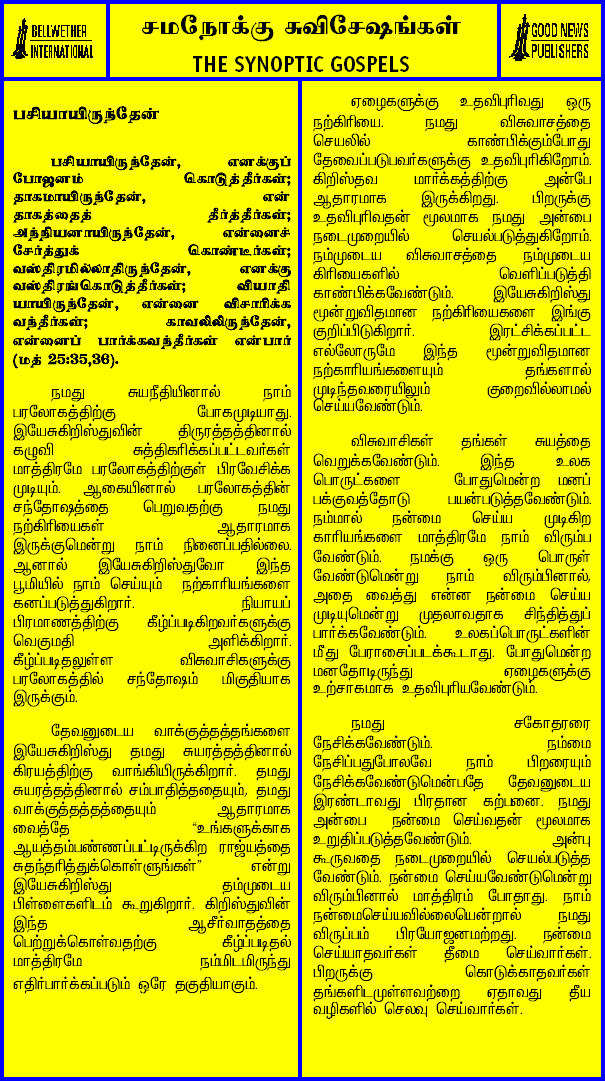 BELLWETHER
INTERNATIONAL
சமநோக்கு சுவிசேஷங்கள்
THE SYNOPTIC GOSPELS
GOOD NEWS
PUBLISHERS
பசியாயிருந்தேன்
பசியாயிருந்தேன், எனக்குப்
போஜனம் கொடுத்தீர்கள்;
தாகமாயிருந்தேன், என்
தாகத்தைத் தீர்த்தீர்கள்;
அந்நியனாயிருந்தேன், என்னைச்
சேர்த்துக் கொண்டீர்கள்;
வஸ்திரமில்லாதிருந்தேன், எனக்கு
வஸ்திரங்கொடுத்தீர்கள்; வியாதி
யாயிருந்தேன், என்னை விசாரிக்க
வந்தீர்கள்; காவலிலிருந்தேன்,
என்னைப் பார்க்கவந்தீர்கள் என்பார்
(மத் 25:35,36).
நமது சுயநீதியினால் நாம்
பரலோகத்திற்கு போகமுடியாது.
இயேசுகிறிஸ்துவின் திருரத்தத்தினால்
கழுவி சுத்திகரிக்கப்பட்டவர்கள்
மாத்திரமே பரலோகத்திற்குள் பிரவேசிக்க
முடியும். ஆகையினால் பரலோகத்தின்
சந்தோஷத்தை பெறுவதற்கு நமது
நற்கிரியைகள் ஆதாரமாக
இருக்குமென்று நாம் நினைப்பதில்லை.
ஆனால் இயேசுகிறிஸ்துவோ இந்த
பூமியில் நாம் செய்யும் நற்காரியங்களை
கனப்படுத்துகிறார். நியாயப்
பிரமாணத்திற்கு கீழ்ப்படிகிறவர்களுக்கு
வெகுமதி அளிக்கிறார்.
கீழ்ப்படிதலுள்ள விசுவாசிகளுக்கு
பரலோகத்தில் சந்தோஷம் மிகுதியாக
இருக்கும்.
தேவனுடைய வாக்குத்தத்தங்களை
இயேசுகிறிஸ்து தமது சுயரத்தத்தினால்
கிரயத்திற்கு வாங்கியிருக்கிறார். தமது
சுயரத்தத்தினால் சம்பாதித்ததையும், தமது
வாக்குத்தத்தத்தையும் ஆதாரமாக
வைத்தே “உங்களுக்காக
ஆயத்தம்பண்ணப்பட்டிருக்கிற ராஜ்யத்தை
சுதந்தரித்துக்கொள்ளுங்கள்” என்று
இயேசுகிறிஸ்து தம்முடைய
பிள்ளைகளிடம் கூறுகிறார். கிறிஸ்துவின்
இந்த ஆசீர்வாதத்தை
பெற்றுக்கொள்வதற்கு கீழ்ப்படிதல்
மாத்திரமே நம்மிடமிருந்து
எதிர்பார்க்கப்படும் ஒரே தகுதியாகும்.
ஏழைகளுக்கு உதவிபுரிவது ஒரு
நற்கிரியை. நமது விசுவாசத்தை
செயலில் காண்பிக்கும்போது
தேவைப்படுபவர்களுக்கு உதவிபுரிகிறோம்.
கிறிஸ்தவ மார்க்கத்திற்கு அன்பே
ஆதாரமாக இருக்கிறது. பிறருக்கு
உதவிபுரிவதன் மூலமாக நமது அன்பை
நடைமுறையில் செயல்படுத்துகிறோம்.
நம்முடைய விசுவாசத்தை நம்முடைய
கிரியைகளில் வெளிப்படுத்தி
காண்பிக்கவேண்டும். இயேசுகிறிஸ்து
மூன்றுவிதமான நற்கிரியைகளை இங்கு
குறிப்பிடுகிறார். இரட்சிக்கப்பட்ட
எல்லோருமே இந்த மூன்றுவிதமான
நற்காரியங்களையும் தங்களால்
முடிந்தவரையிலும் குறைவில்லாமல்
செய்யவேண்டும்.
விசுவாசிகள் தங்கள் சுயத்தை
வெறுக்கவேண்டும். இந்த உலக
பொருட்களை போதுமென்ற மனப்
பக்குவத்தோடு பயன்படுத்தவேண்டும்.
நம்மால் நன்மை செய்ய முடிகிற
காரியங்களை மாத்திரமே நாம் விரும்ப
வேண்டும். நமக்கு ஒரு பொருள்
வேண்டுமென்று நாம் விரும்பினால்,
அதை வைத்து என்ன நன்மை செய்ய
முடியுமென்று முதலாவதாக சிந்தித்துப்
பார்க்கவேண்டும். உலகப்பொருட்களின்
மீது பேராசைப்படக்கூடாது. போதுமென்ற
மனதோடிருந்து ஏழைகளுக்கு
உற்சாகமாக உதவிபுரியவேண்டும்.
நமது சகோதரரை
நேசிக்கவேண்டும். நம்மை
நேசிப்பதுபோலவே நாம் பிறரையும்
நேசிக்கவேண்டுமென்பதே தேவனுடைய
இரண்டாவது பிரதான கற்பனை. நமது
அன்பை நன்மை செய்வதன் மூலமாக
உறுதிப்படுத்தவேண்டும். அன்பு
கூருவதை நடைமுறையில் செயல்படுத்த
வேண்டும். நன்மை செய்யவேண்டுமென்று
விரும்பினால் மாத்திரம் போதாது. நாம்
நன்மைசெய்யவில்லையென்றால் நமது
விருப்பம் பிரயோஜனமற்றது. நன்மை
செய்யாதவர்கள் தீமை செய்வார்கள்.
பிறருக்கு கொடுக்காதவர்கள்
தங்களிடமுள்ளவற்றை ஏதாவது தீய
வழிகளில் செலவு செய்வார்கள்.